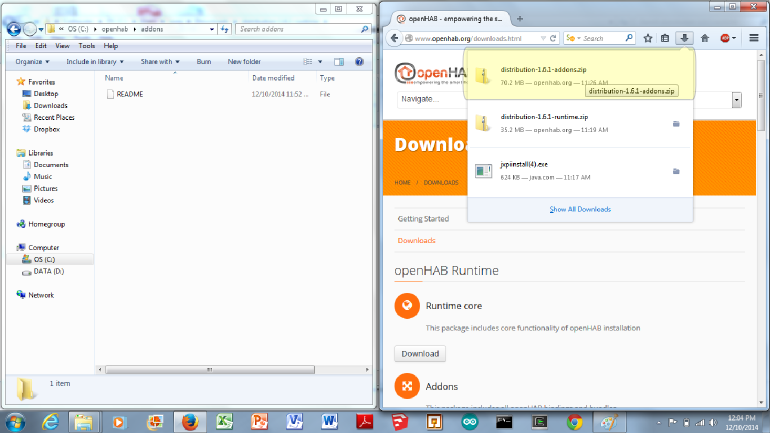 OS (C:) ▸ openhab ▸ addons
Search addons
File Edit View Tools Help
Organize Include in library Share with Burn New folder
Name Date modified Type
README 12/10/2014 11:52 ... File
Favorites
Desktop
Downloads
Recent Places
Dropbox
Libraries
Documents
Music
Pictures
Videos
Homegroup
Computer
OS (C:)
DATA (D:)
Network
1 item
openHAB - empowering the s...
www.openhab.org/downloads.html
Search
openHAB
Navigate...
distribution-1.6.1-addons.zip
70.2 MB — openhab.org — 11:26 AM
distribution-1.6.1-addons.zip
distribution-1.6.1-runtime.zip
35.2 MB — openhab.org — 11:19 AM
jxpiinstall(4).exe
624 KB — java.com — 11:17 AM
Show All Downloads
Downloa
HOME / DOWNLOADS
Getting Started
Downloads
openHAB Runtime
Runtime core
This package includes core functionality of openHAB installation
Download
Addons
12:04 PM
12/10/2014